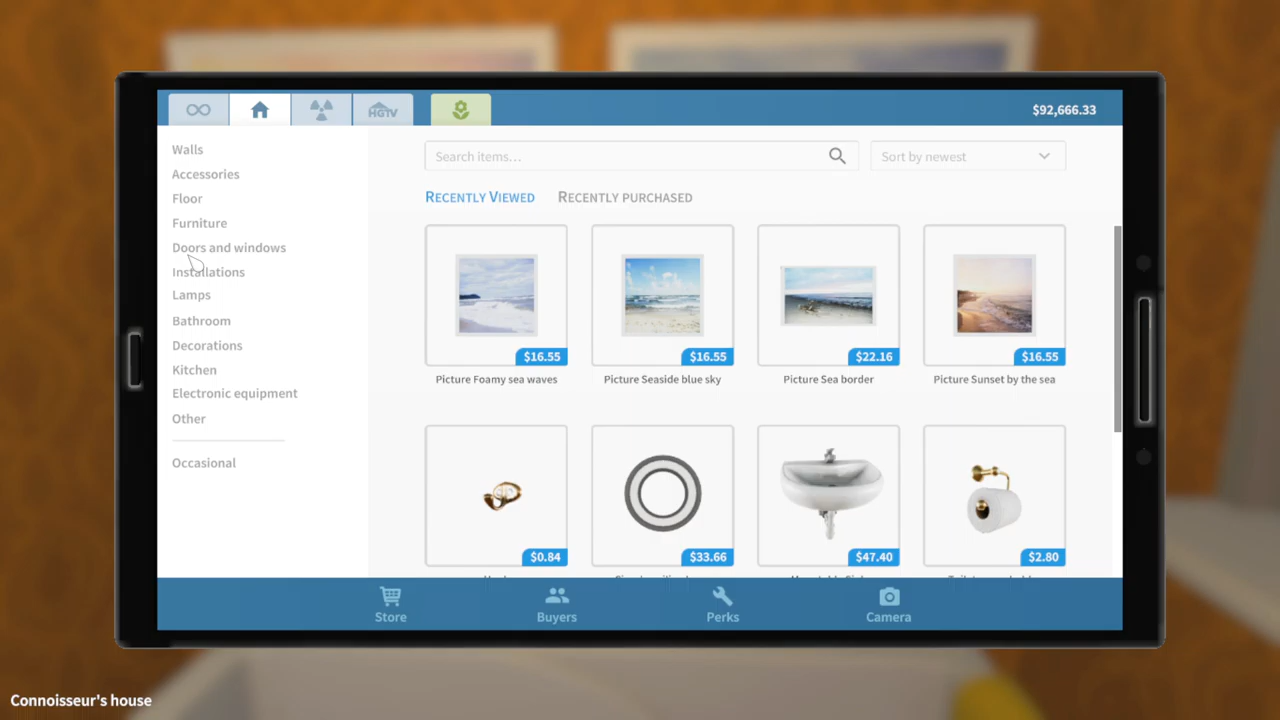 HGTV
$92,666.33
Walls
Accessories
Floor
Furniture
Doors and windows
Installations
Lamps
Bathroom
Decorations
Kitchen
Electronic equipment
Other
Occasional
Search items...
Sort by newest
RECENTLY VIEWED
RECENTLY PURCHASED
$16.55
$16.55
$22.16
$16.55
Picture Foamy sea waves
Picture Seaside blue sky
Picture Sea border
Picture Sunset by the sea
$0.84
$33.66
$47.40
$2.80
Store
Buyers
Perks
Camera
Connoisseur's house